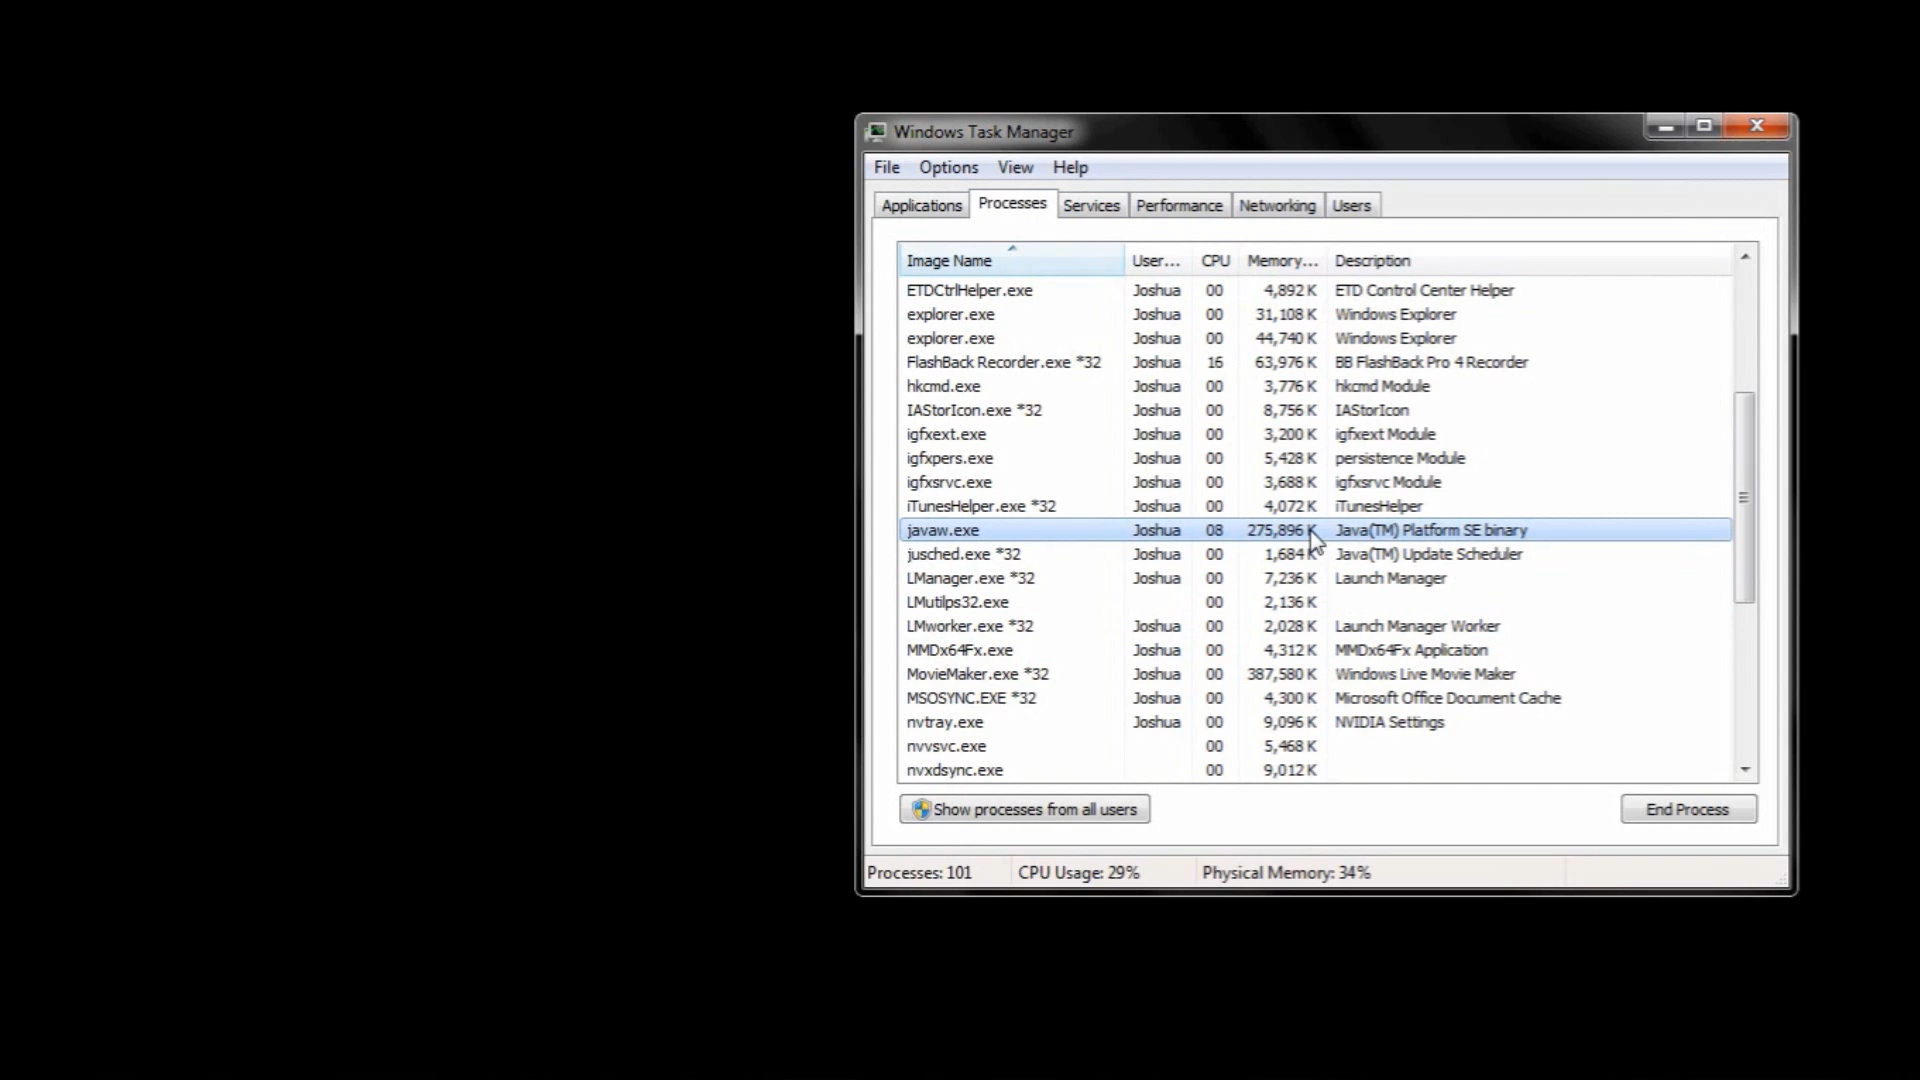 Windows Task Manager
File Options View Help
Applications Processes Services Performance Networking Users
Image Name User... CPU Memory... Description
ETDCtrlHelper.exe Joshua 00 4,892 K ETD Control Center Helper
explorer.exe Joshua 00 31,108 K Windows Explorer
explorer.exe Joshua 00 44,740 K Windows Explorer
FlashBack Recorder.exe *32 Joshua 16 63,976 K BB FlashBack Pro 4 Recorder
hkcmd.exe Joshua 00 3,776 K hkcmd Module
IAStorIcon.exe *32 Joshua 00 8,756 K IAStorIcon
igfxext.exe Joshua 00 3,200 K igfxext Module
igfxpers.exe Joshua 00 5,428 K persistence Module
igfxsrvc.exe Joshua 00 3,688 K igfxsrvc Module
iTunesHelper.exe *32 Joshua 00 4,072 K iTunesHelper
javaw.exe Joshua 08 275,896 K Java(TM) Platform SE binary
jusched.exe *32 Joshua 00 1,684 K Java(TM) Update Scheduler
LManager.exe *32 Joshua 00 7,236 K Launch Manager
LMutilps32.exe 00 2,136 K
LMworker.exe *32 Joshua 00 2,028 K Launch Manager Worker
MMDx64Fx.exe Joshua 00 4,312 K MMDx64Fx Application
MovieMaker.exe *32 Joshua 00 387,580 K Windows Live Movie Maker
MSOSYNC.EXE *32 Joshua 00 4,300 K Microsoft Office Document Cache
nvtray.exe Joshua 00 9,096 K NVIDIA Settings
nvvsvc.exe 00 5,468 K
nvxdsync.exe 00 9,012 K
Show processes from all users End Process
Processes: 101 CPU Usage: 29% Physical Memory: 34%